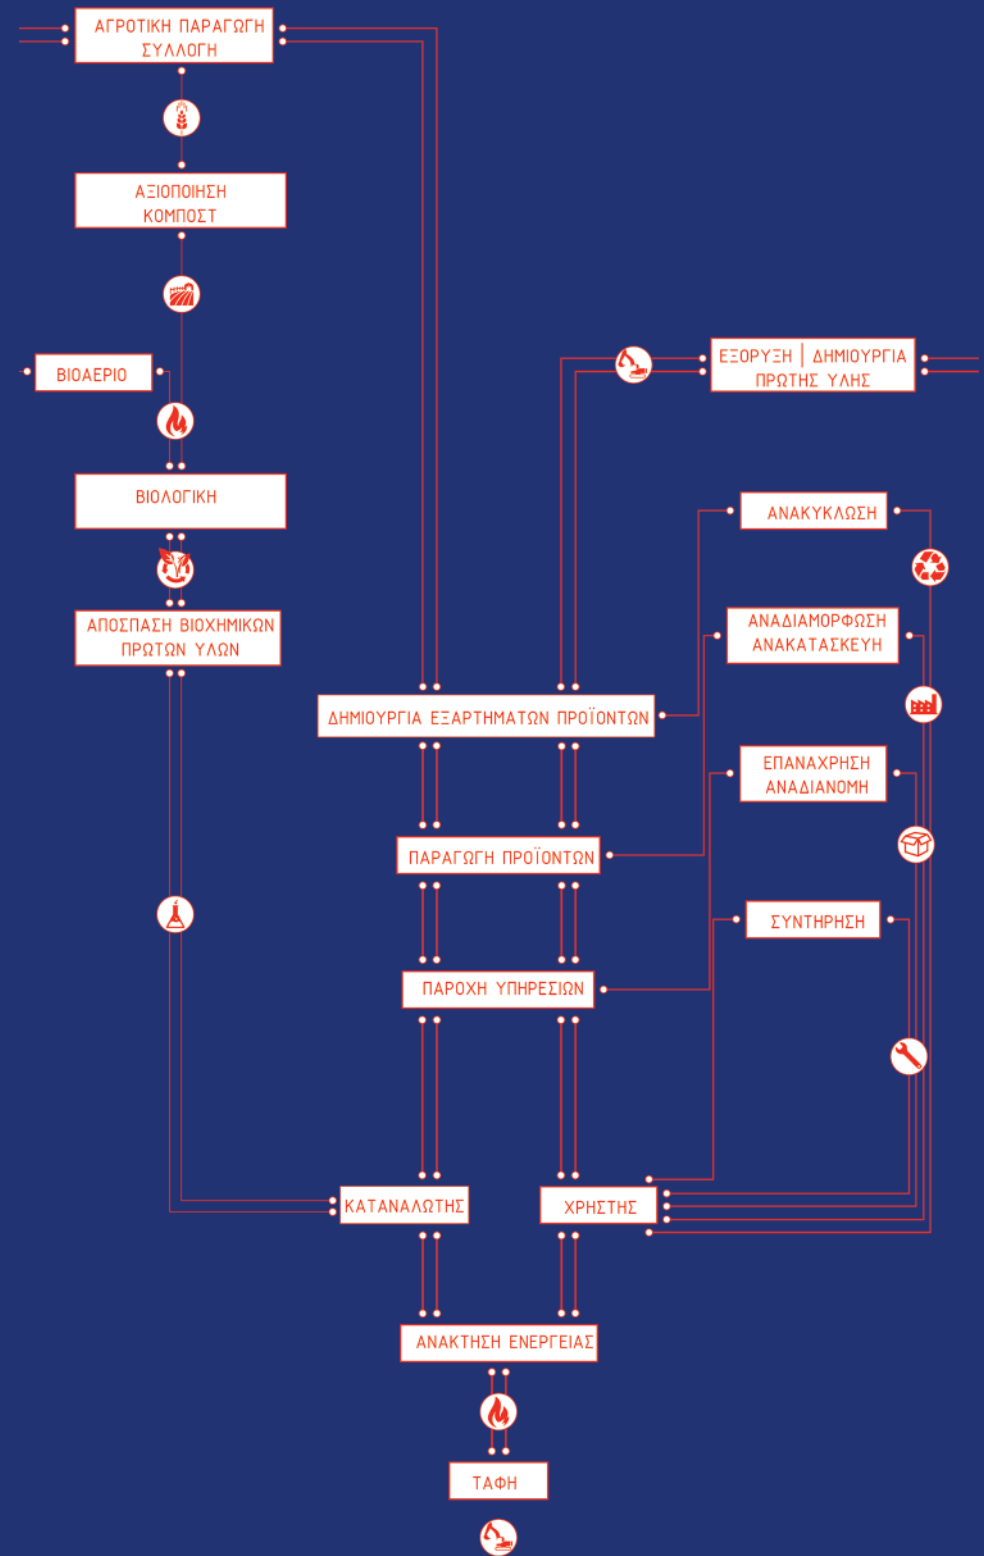 ΑΓΡΟΤΙΚΗ ΠΑΡΑΓΩΓΗ
ΣΥΛΛΟΓΗ
ΑΞΙΟΠΟΙΗΣΗ
ΚΟΜΠΟΣΤ
ΒΙΟΑΕΡΙΟ
ΕΞΟΡΥΞΗ | ΔΗΜΙΟΥΡΓΙΑ
ΠΡΩΤΗΣ ΥΛΗΣ
ΒΙΟΛΟΓΙΚΗ
ΑΝΑΚΥΚΛΩΣΗ
ΑΠΟΣΠΑΣΗ ΒΙΟΧΗΜΙΚΩΝ
ΠΡΩΤΩΝ ΥΛΩΝ
ΑΝΑΔΙΑΜΟΡΦΩΣΗ
ΑΝΑΚΑΤΑΣΚΕΥΗ
ΔΗΜΙΟΥΡΓΙΑ ΕΞΑΡΤΗΜΑΤΩΝ ΠΡΟΪΟΝΤΩΝ
ΕΠΑΝΑΧΡΗΣΗ
ΑΝΑΔΙΑΝΟΜΗ
ΠΑΡΑΓΩΓΗ ΠΡΟΪΟΝΤΩΝ
ΣΥΝΤΗΡΗΣΗ
ΠΑΡΟΧΗ ΥΠΗΡΕΣΙΩΝ
ΚΑΤΑΝΑΛΩΤΗΣ
ΧΡΗΣΤΗΣ
ΑΝΑΚΤΗΣΗ ΕΝΕΡΓΕΙΑΣ
ΤΑΦΗ